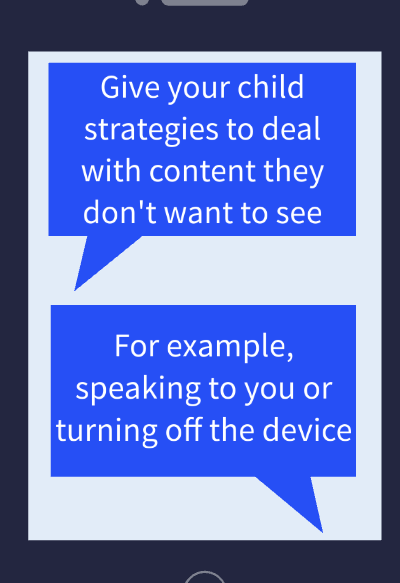 Give your child
strategies to deal
with content they
don't want to see
For example,
speaking to you or
turning off the device